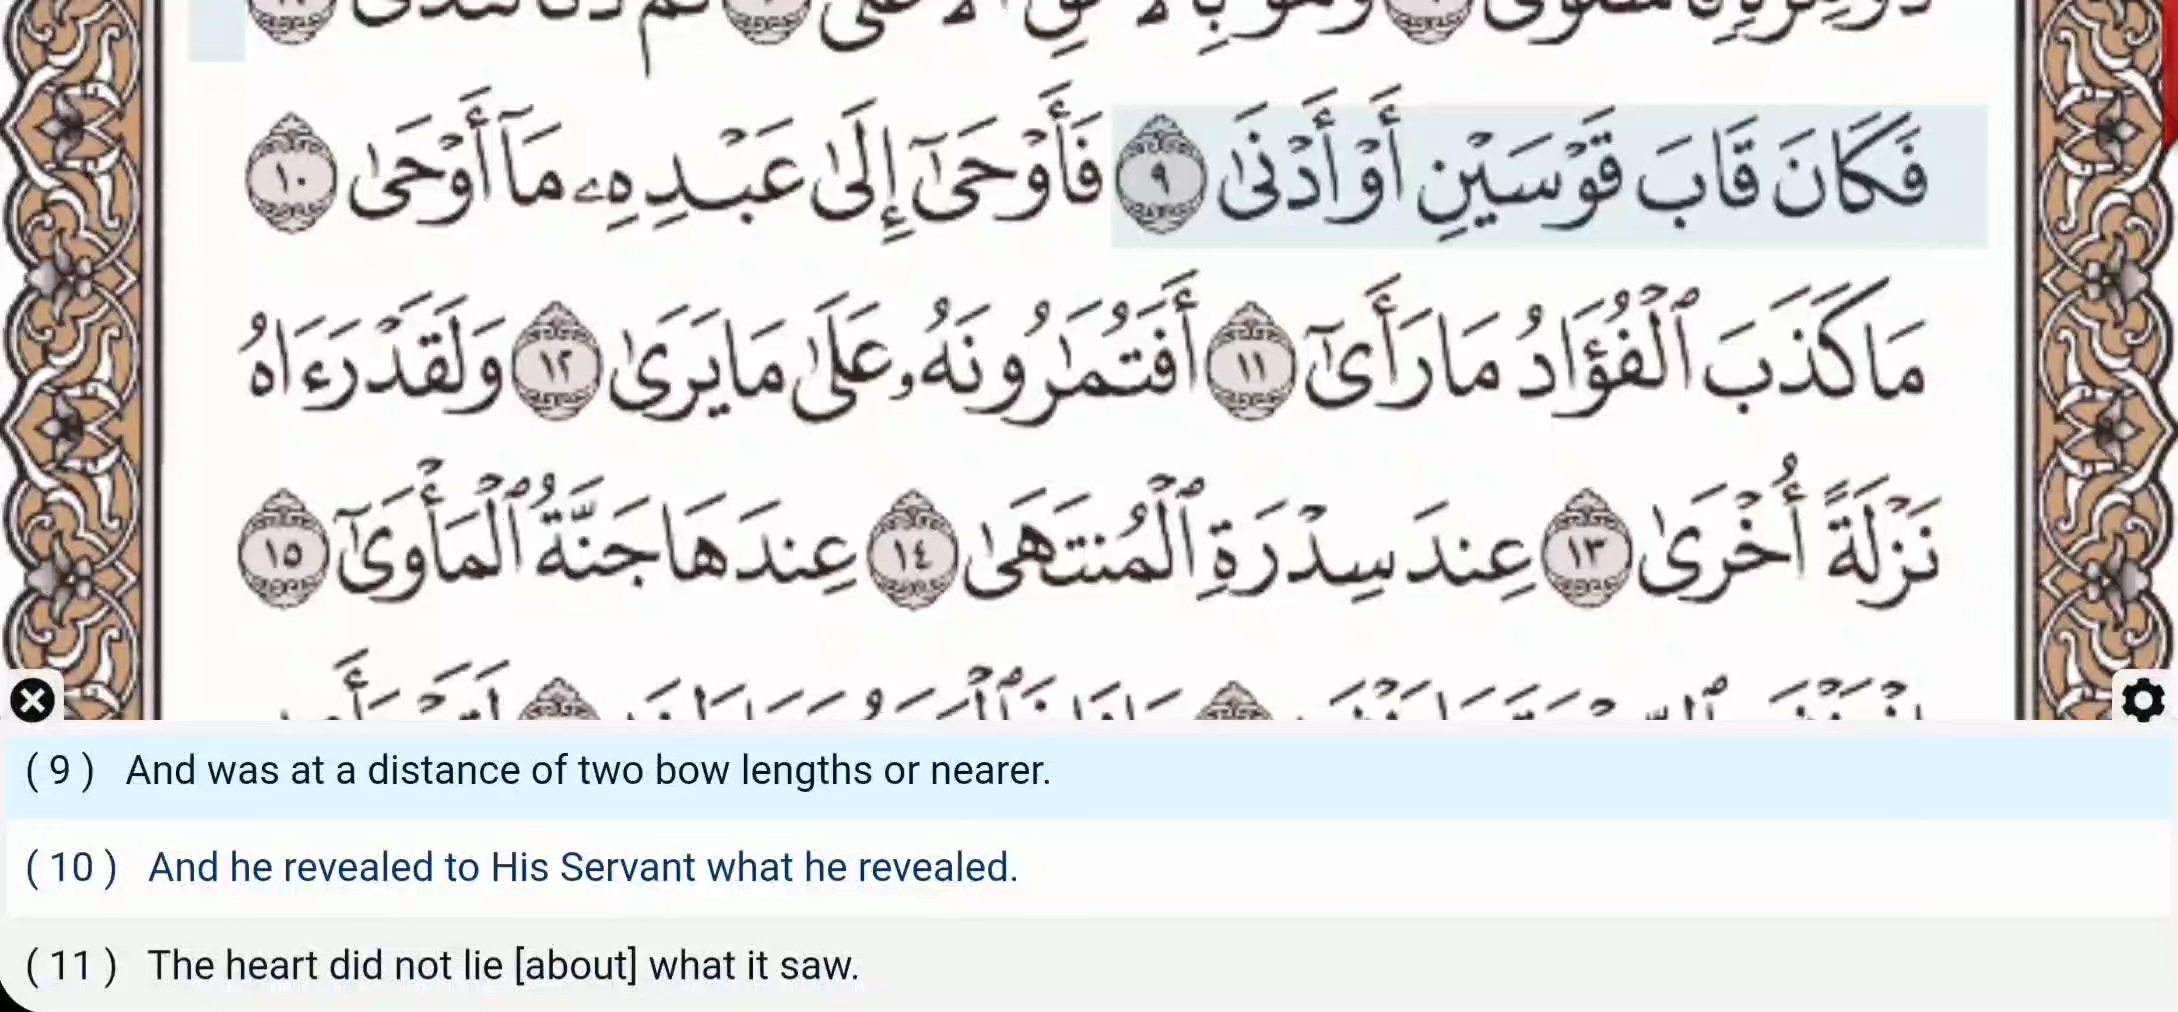 فَكَانَ قَابَ قَوْسَيْنِ أَوْ أَدْنَىٰ ٩ فَأَوْحَىٰٓ إِلَىٰ عَبْدِهِۦ مَآ أَوْحَىٰ ١٠
مَا كَذَبَ ٱلْفُؤَادُ مَا رَأَىٰٓ ١١ أَفَتُمَٰرُونَهُۥ عَلَىٰ مَا يَرَىٰ ١٢ وَلَقَدْ رَءَاهُ
نَزْلَةً أُخْرَىٰ ١٣ عِندَ سِدْرَةِ ٱلْمُنتَهَىٰ ١٤ عِندَهَا جَنَّةُ ٱلْمَأْوَىٰٓ ١٥
( 9 ) And was at a distance of two bow lengths or nearer.
( 10 ) And he revealed to His Servant what he revealed.
( 11 ) The heart did not lie [about] what it saw.